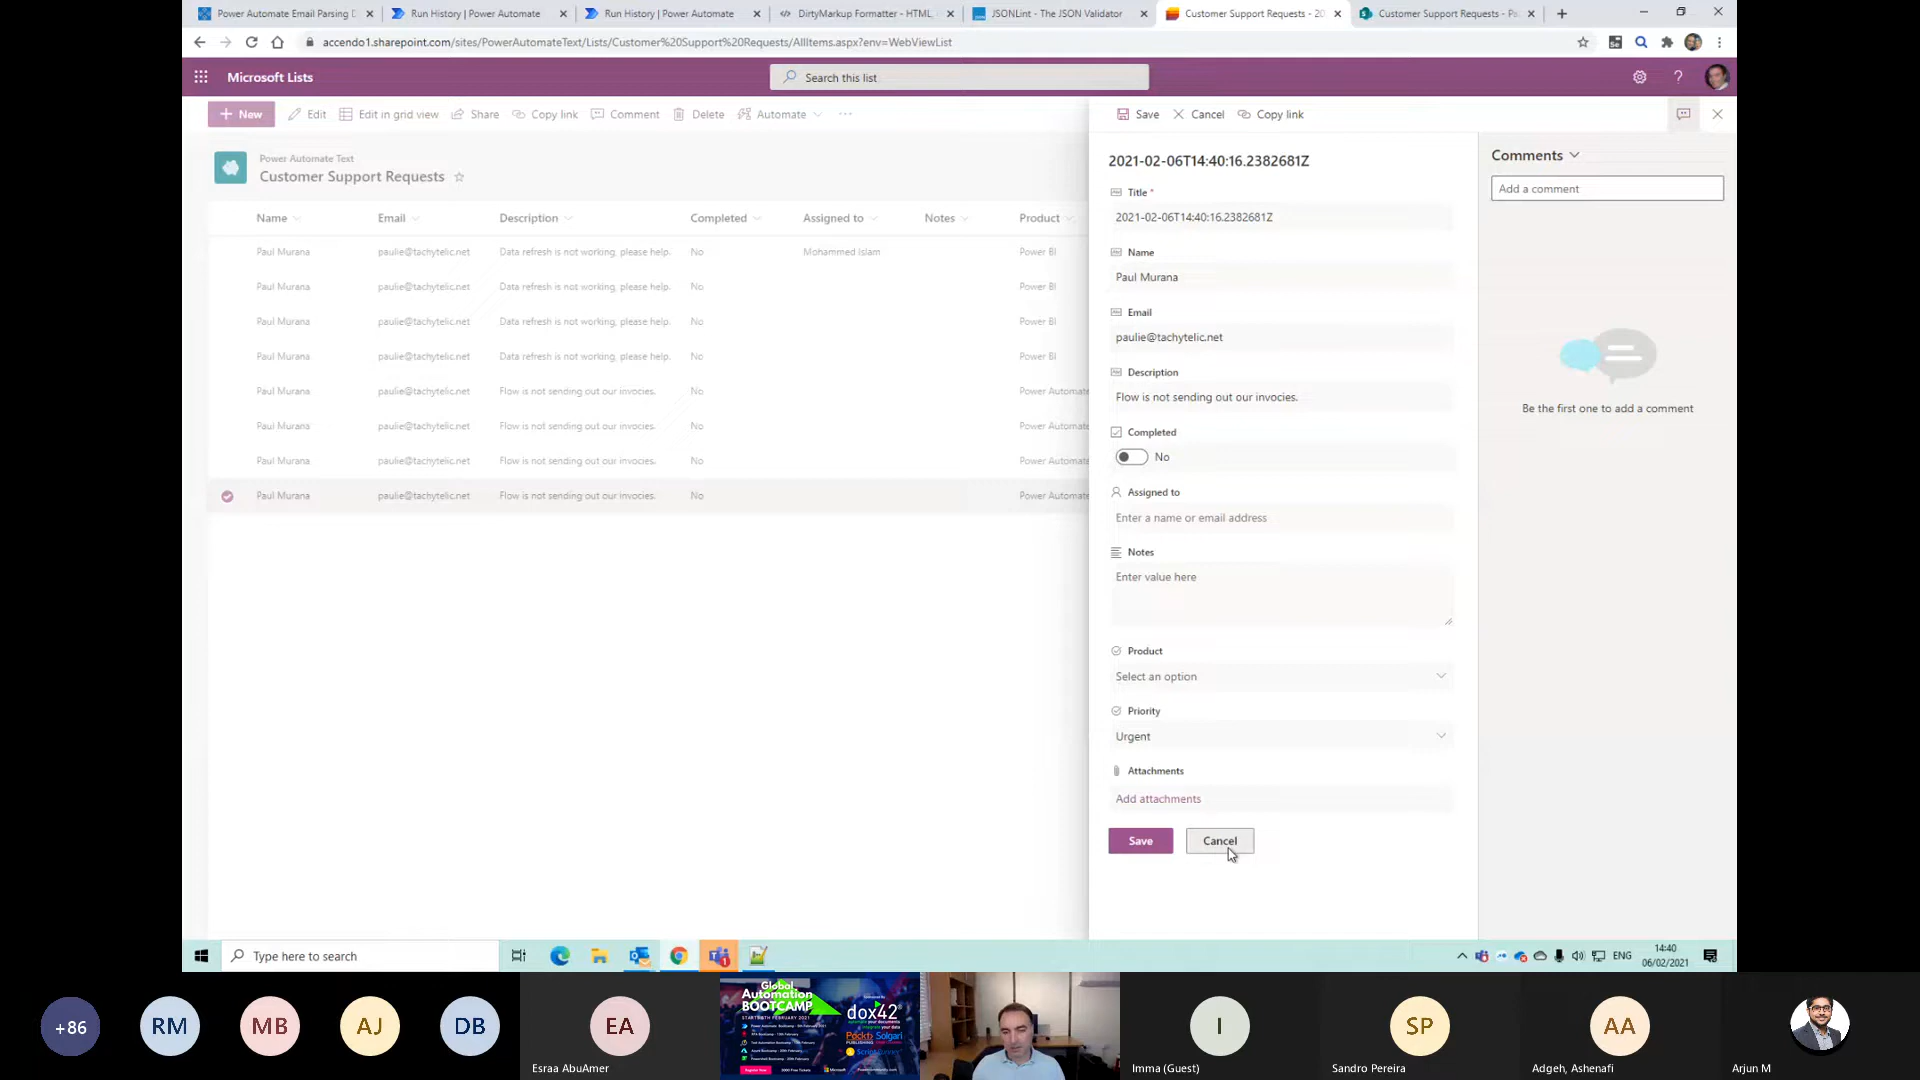 Power Automate Email Parsing D
Run History | Power Automate
Run History | Power Automate
DirtyMarkup Formatter - HTML,
JSONLint - The JSON Validator
Customer Support Requests - 20
Customer Support Requests - Po
accendo1.sharepoint.com/sites/PowerAutomateText/Lists/Customer%20Support%20Requests/AllItems.aspx?env=WebViewList
Microsoft Lists
Search this list
?
New
Edit
Edit in grid view
Share
Copy link
Comment
Delete
Automate
Save
Cancel
Copy link
Power Automate Text
Customer Support Requests
Name Email Description Completed Assigned to Notes Product
Paul Murana paulie@tachytelic.net Data refresh is not working, please help. No Mohammed Islam Power BI
Paul Murana paulie@tachytelic.net Data refresh is not working, please help. No Power BI
Paul Murana paulie@tachytelic.net Data refresh is not working, please help. No Power BI
Paul Murana paulie@tachytelic.net Data refresh is not working, please help. No Power BI
Paul Murana paulie@tachytelic.net Flow is not sending out our invocies. No Power Automate
Paul Murana paulie@tachytelic.net Flow is not sending out our invocies. No Power Automate
Paul Murana paulie@tachytelic.net Flow is not sending out our invocies. No Power Automate
Paul Murana paulie@tachytelic.net Flow is not sending out our invocies. No Power Automate
2021-02-06T14:40:16.2382681Z
Title *
2021-02-06T14:40:16.2382681Z
Name
Paul Murana
Email
paulie@tachytelic.net
Description
Flow is not sending out our invocies.
Completed
No
Assigned to
Enter a name or email address
Notes
Enter value here
Product
Select an option
Priority
Urgent
Attachments
Add attachments
Save
Cancel
Comments
Add a comment
Be the first one to add a comment
Type here to search
ENG
14:40
06/02/2021
+86
RM
MB
AJ
DB
EA
Esraa AbuAmer
Global
Automation
BOOTCAMP
dox42
Packt
Solgari
ScriptRunner
I
Imma (Guest)
SP
Sandro Pereira
AA
Adgeh, Ashenafi
Arjun M